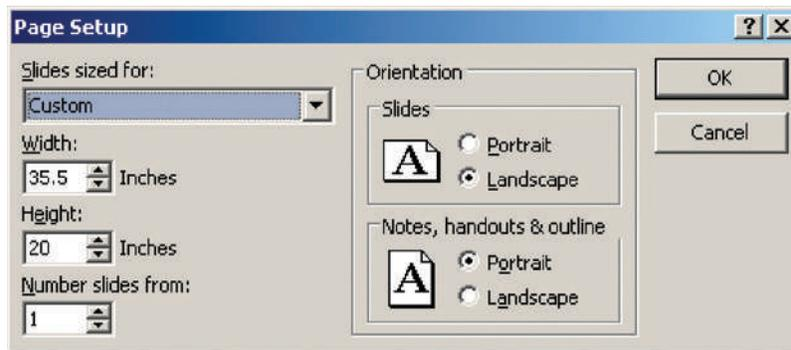 Page Setup
Slides sized for:
Custom
Width:
35.5 Inches
Height:
20 Inches
Number slides from:
1
Orientation
Slides
A
Portrait
Landscape
Notes, handouts & outline
A
Portrait
Landscape
OK
Cancel